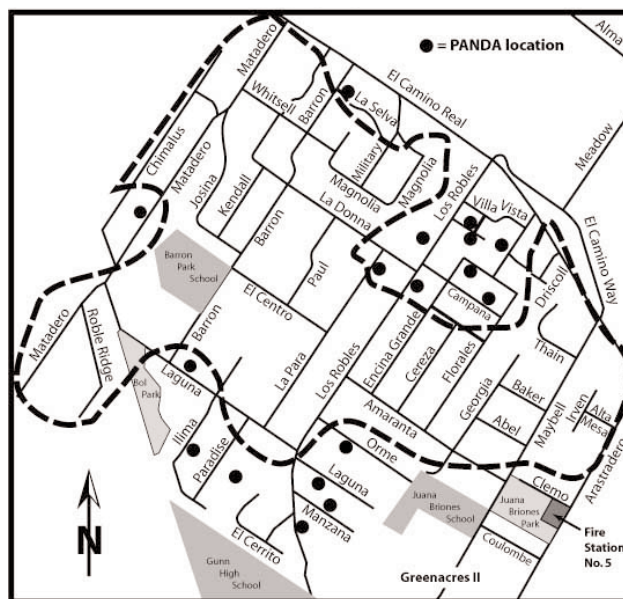 Alma
● = PANDA location
Matadero
El Camino Real
Whitsell
Barron
La Selva
Meadow
Chimalus
Matadero
Military
Magnolia
Josina
Kendall
Magnolia
Los Robles
Villa Vista
La Donna
El Camino Way
Barron
Barron
Park
School
Paul
Driscoll
El Centro
Campana
Matadero
Roble Ridge
Barron
Thain
Encina Grande
Cereza
Florales
La Para
Los Robles
Laguna
Bol
Park
Georgia
Baker
Irven
Alta
Mesa
Amaranta
Abel
Maybell
Arastradero
Ilima
Paradise
Orme
Laguna
Clemo
Juana
Briones
School
Juana
Briones
Park
Manzana
N
El Cerrito
Coulombe
Fire
Station
No. 5
Gunn
High
School
Greenacres II